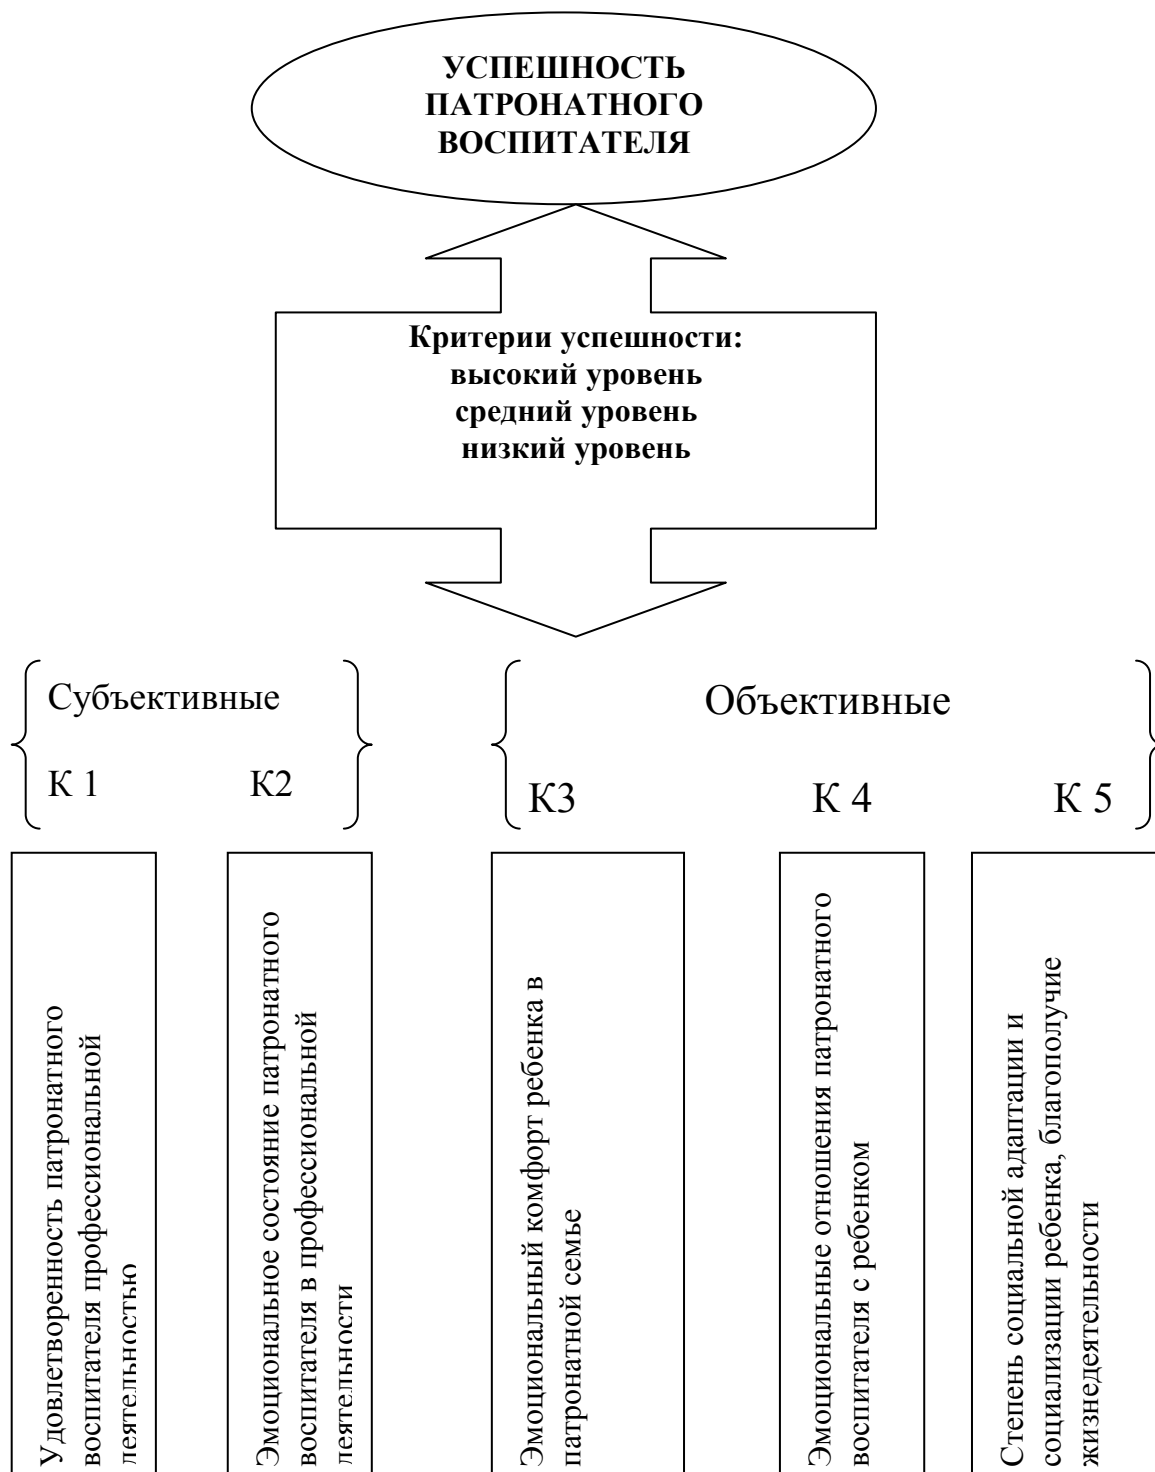 УСПЕШНОСТЬ
ПАТРОНАТНОГО
ВОСПИТАТЕЛЯ
Критерии успешности:
высокий уровень
средний уровень
низкий уровень
Субъективные
Объективные
К 1
К2
К3
К 4
К 5
Удовлетворенность патронатного
воспитателя профессиональной
деятельностью
Эмоциональное состояние патронатного
воспитателя в профессиональной
деятельности
Эмоциональный комфорт ребенка в
патронатной семье
Эмоциональные отношения патронатного
воспитателя с ребенком
Степень социальной адаптации и
социализации ребенка, благополучие
жизнедеятельности